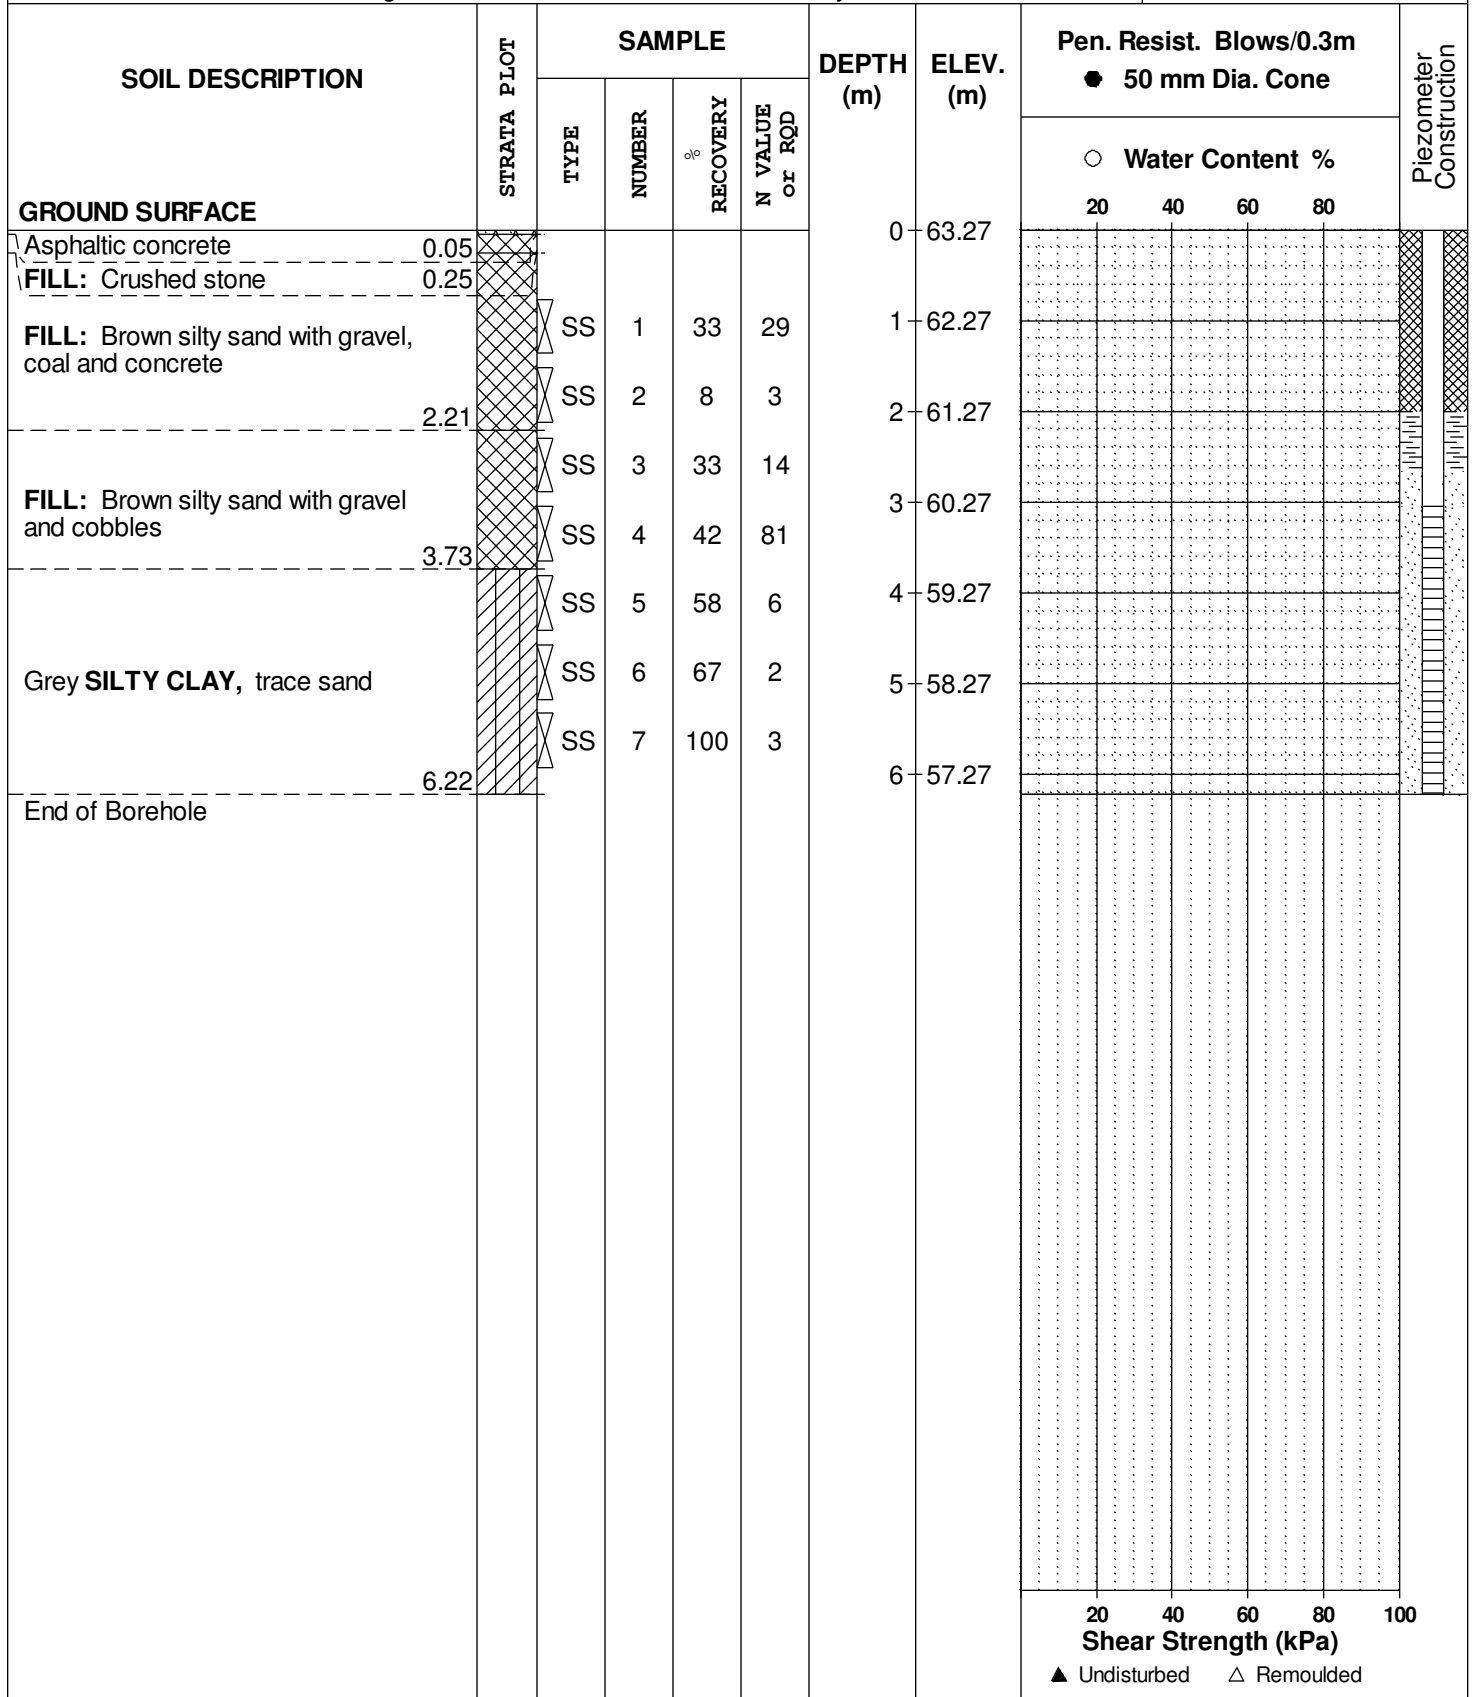 SOIL DESCRIPTION
GROUND SURFACE
STRATA PLOT
SAMPLE
TYPE
NUMBER
%
RECOVERY
N VALUE
or RQD
DEPTH
(m)
ELEV.
(m)
Pen. Resist. Blows/0.3m
● 50 mm Dia. Cone
○ Water Content %
20 40 60 80
Piezometer
Construction
0 63.27
Asphaltic concrete 0.05
FILL: Crushed stone 0.25
FILL: Brown silty sand with gravel,
coal and concrete
2.21
SS 1 33 29
1 62.27
SS 2 8 3
2 61.27
FILL: Brown silty sand with gravel
and cobbles
3.73
SS 3 33 14
3 60.27
SS 4 42 81
SS 5 58 6
4 59.27
Grey SILTY CLAY, trace sand
6.22
SS 6 67 2
5 58.27
SS 7 100 3
6 57.27
End of Borehole
20 40 60 80 100
Shear Strength (kPa)
▲ Undisturbed △ Remoulded